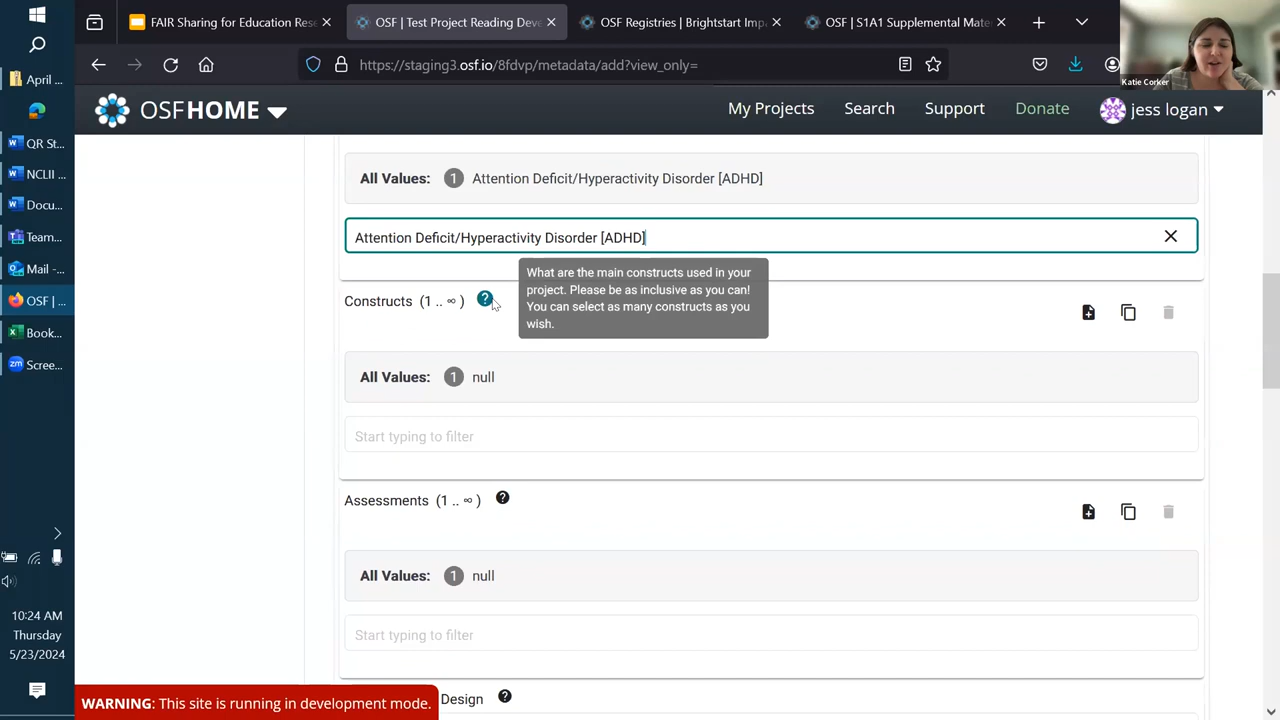 FAIR Sharing for Education Rese
OSF | Test Project Reading Deve
OSF Registries | Brightstart Imp
OSF | S1A1 Supplemental Mater
https://staging3.osf.io/8fdvp/metadata/add?view_only=
Katie Corker
OSFHOME
My Projects
Search
Support
Donate
jess logan
April ...
QR St...
NCLII ...
Docu...
Team...
Mail -...
OSF | ...
Book...
Scree...
10:24 AM
Thursday
5/23/2024
All Values: 1 Attention Deficit/Hyperactivity Disorder [ADHD]
Attention Deficit/Hyperactivity Disorder [ADHD]
Constructs (1 .. ∞ ) ?
What are the main constructs used in your
project. Please be as inclusive as you can!
You can select as many constructs as you
wish.
All Values: 1 null
Start typing to filter
Assessments (1 .. ∞ ) ?
All Values: 1 null
Start typing to filter
Design ?
WARNING: This site is running in development mode.